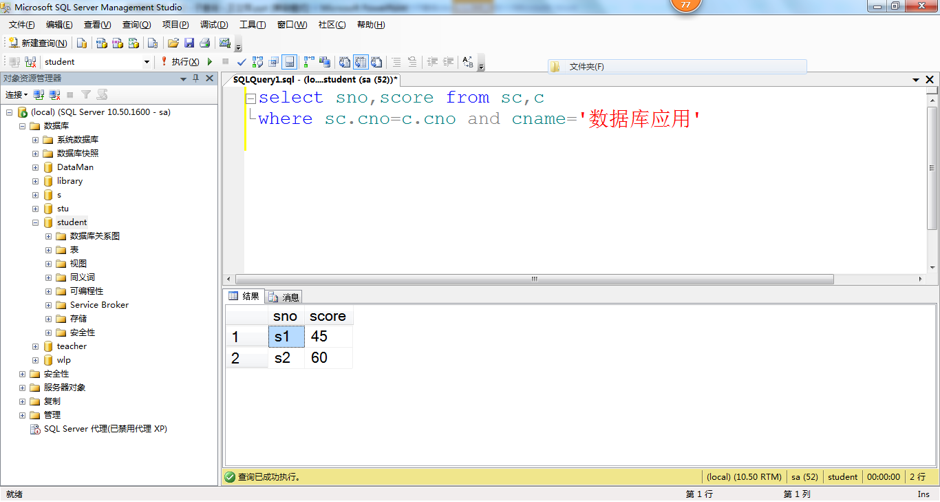 Microsoft SQL Server Management Studio
77
文件(F) 编辑(E) 查看(V) 查询(Q) 项目(P) 调试(D) 工具(T) 窗口(W) 社区(C) 帮助(H)
新建查询(N)
student 执行(X)
文件夹(F)
对象资源管理器
连接
(local) (SQL Server 10.50.1600 - sa)
数据库
系统数据库
数据库快照
DataMan
library
s
stu
student
数据库关系图
表
视图
同义词
可编程性
Service Broker
存储
安全性
teacher
wlp
安全性
服务器对象
复制
管理
SQL Server 代理(已禁用代理 XP)
SQLQuery1.sql - (lo....student (sa (52))*
select sno,score from sc,c
where sc.cno=c.cno and cname='数据库应用'
结果 消息
sno score
1 s1 45
2 s2 60
查询已成功执行。 (local) (10.50 RTM) sa (52) student 00:00:00 2 行
就绪 第 1 行 第 1 列 Ins